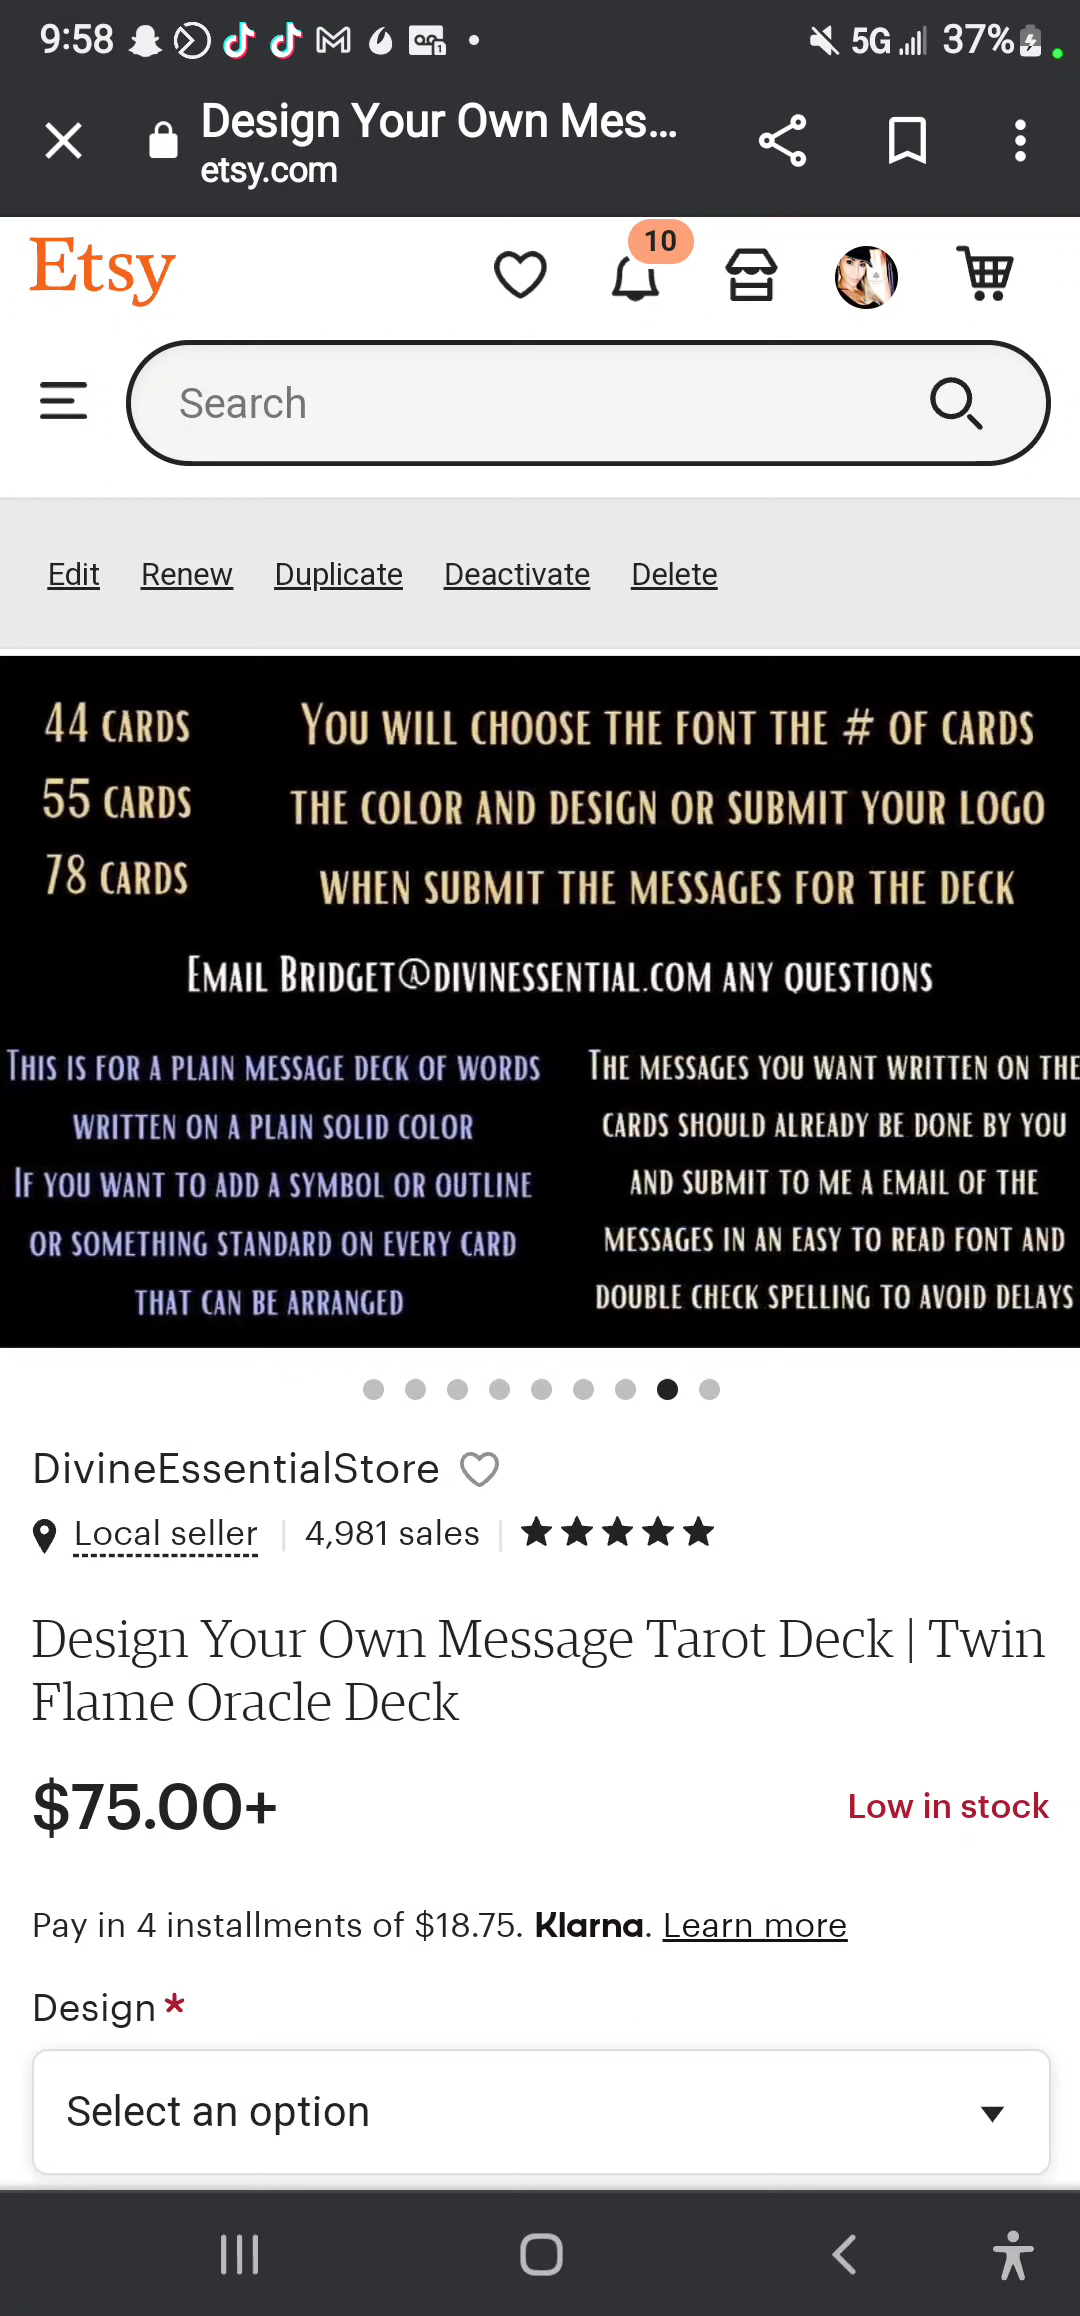 9:58
5G 37%
Design Your Own Mes...
etsy.com
Etsy
10
Search
Edit Renew Duplicate Deactivate Delete
44 CARDS
55 CARDS
78 CARDS
YOU WILL CHOOSE THE FONT THE # OF CARDS
THE COLOR AND DESIGN OR SUBMIT YOUR LOGO
WHEN SUBMIT THE MESSAGES FOR THE DECK
EMAIL BRIDGET@DIVINESSENTIAL.COM ANY QUESTIONS
THIS IS FOR A PLAIN MESSAGE DECK OF WORDS
WRITTEN ON A PLAIN SOLID COLOR
IF YOU WANT TO ADD A SYMBOL OR OUTLINE
OR SOMETHING STANDARD ON EVERY CARD
THAT CAN BE ARRANGED
THE MESSAGES YOU WANT WRITTEN ON THE
CARDS SHOULD ALREADY BE DONE BY YOU
AND SUBMIT TO ME A EMAIL OF THE
MESSAGES IN AN EASY TO READ FONT AND
DOUBLE CHECK SPELLING TO AVOID DELAYS
DivineEssentialStore
Local seller | 4,981 sales |
Design Your Own Message Tarot Deck | Twin
Flame Oracle Deck
$75.00+
Low in stock
Pay in 4 installments of $18.75. Klarna. Learn more
Design *
Select an option